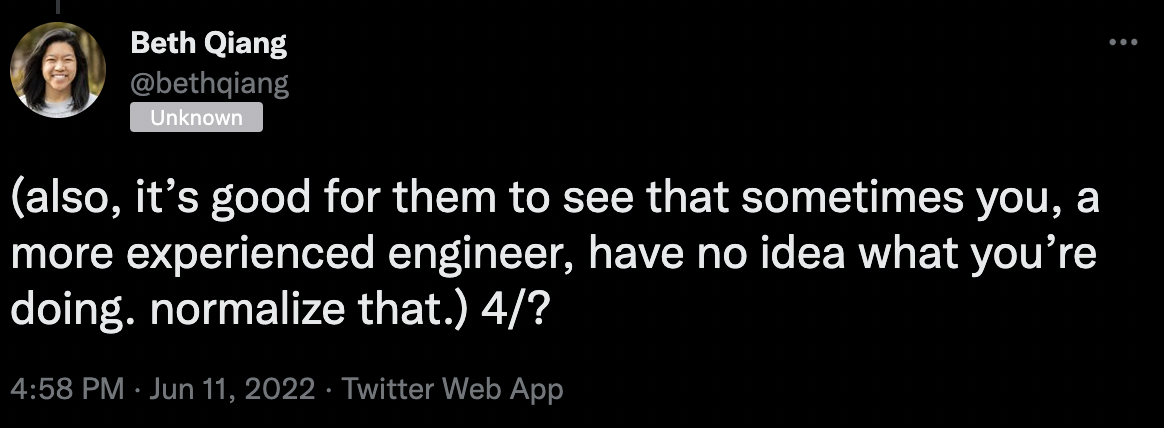 Beth Qiang
@bethqiang
Unknown
(also, it’s good for them to see that sometimes you, a
more experienced engineer, have no idea what you’re
doing. normalize that.) 4/?
4:58 PM · Jun 11, 2022 · Twitter Web App